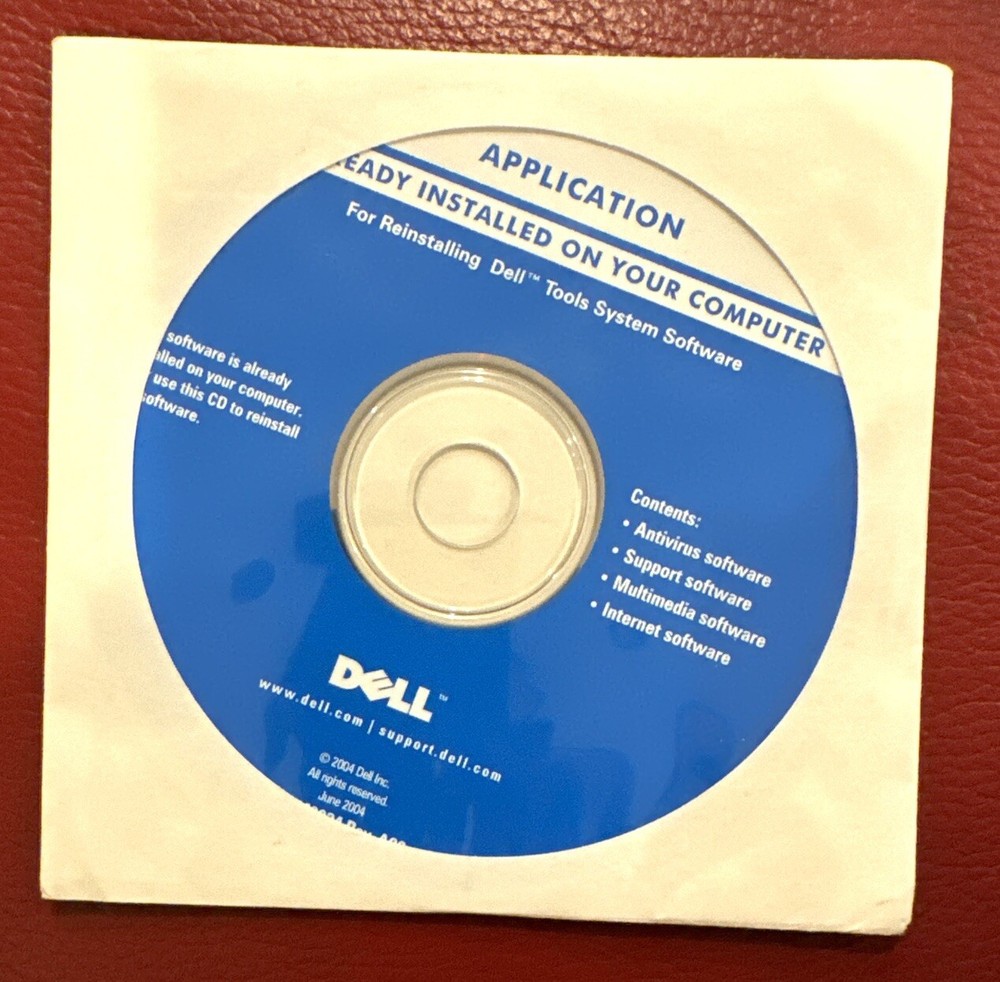 APPLICATION
EADY INSTALLED ON YOUR COMPUTER
For Reinstalling Dell™ Tools System Software
software is already
alled on your computer.
use this CD to reinstall
software.
Contents:
• Antivirus software
• Support software
• Multimedia software
• Internet software
DELL™
www.dell.com | support.dell.com
© 2004 Dell Inc.
All rights reserved.
June 2004
Rev.